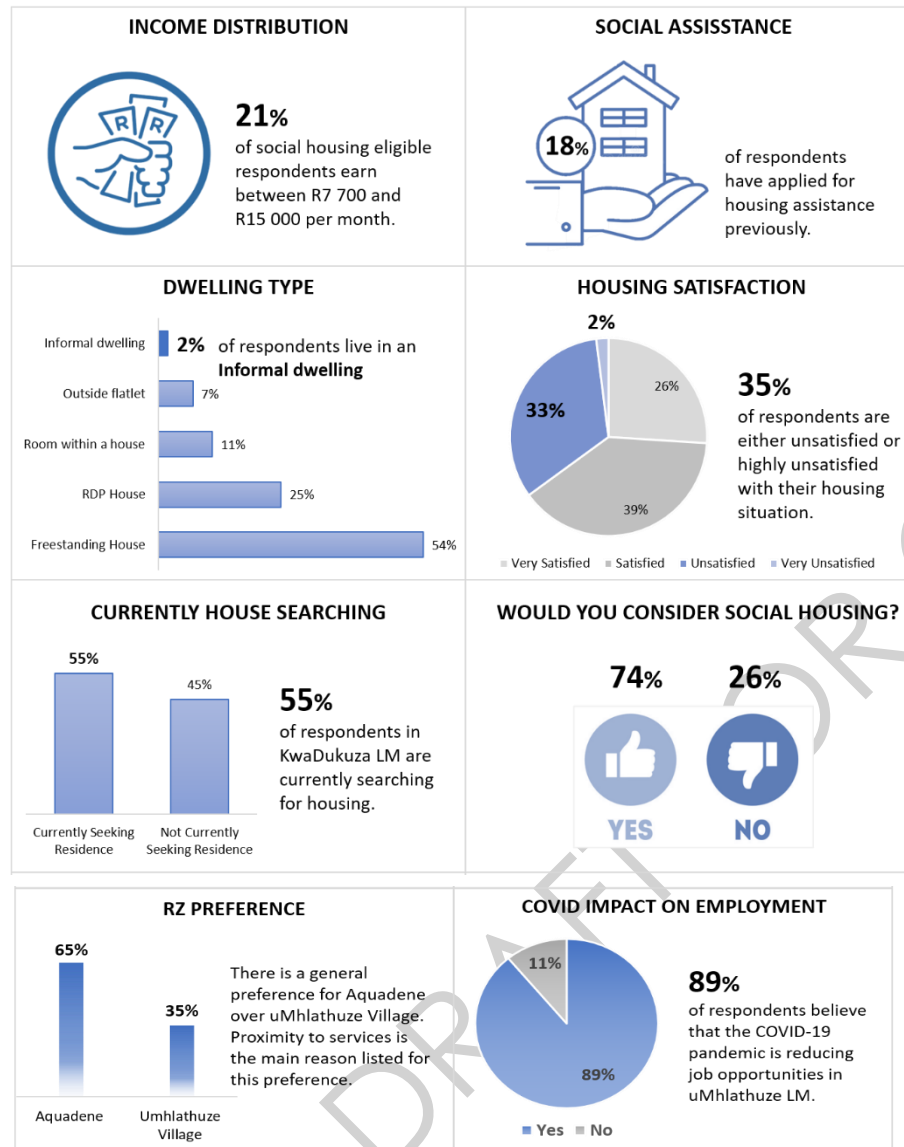 INCOME DISTRIBUTION
R R
21%
of social housing eligible
respondents earn
between R7 700 and
R15 000 per month.
SOCIAL ASSISSTANCE
18%
of respondents
have applied for
housing assistance
previously.
DWELLING TYPE
Informal dwelling
2% of respondents live in an
Informal dwelling
Outside flatlet
7%
Room within a house
11%
RDP House
25%
Freestanding House
54%
HOUSING SATISFACTION
2%
26%
33%
39%
35%
of respondents are
either unsatisfied or
highly unsatisfied
with their housing
situation.
Very Satisfied Satisfied Unsatisfied Very Unsatisfied
CURRENTLY HOUSE SEARCHING
55%
45%
Currently Seeking
Residence
Not Currently
Seeking Residence
55%
of respondents in
KwaDukuza LM are
currently searching
for housing.
WOULD YOU CONSIDER SOCIAL HOUSING?
74% 26%
YES NO
RZ PREFERENCE
65%
35%
Aquadene
Umhlathuze
Village
There is a general
preference for Aquadene
over uMhlathuze Village.
Proximity to services is
the main reason listed for
this preference.
COVID IMPACT ON EMPLOYMENT
11%
89%
Yes No
89%
of respondents believe
that the COVID-19
pandemic is reducing
job opportunities in
uMhlathuze LM.
DRAFT FOR